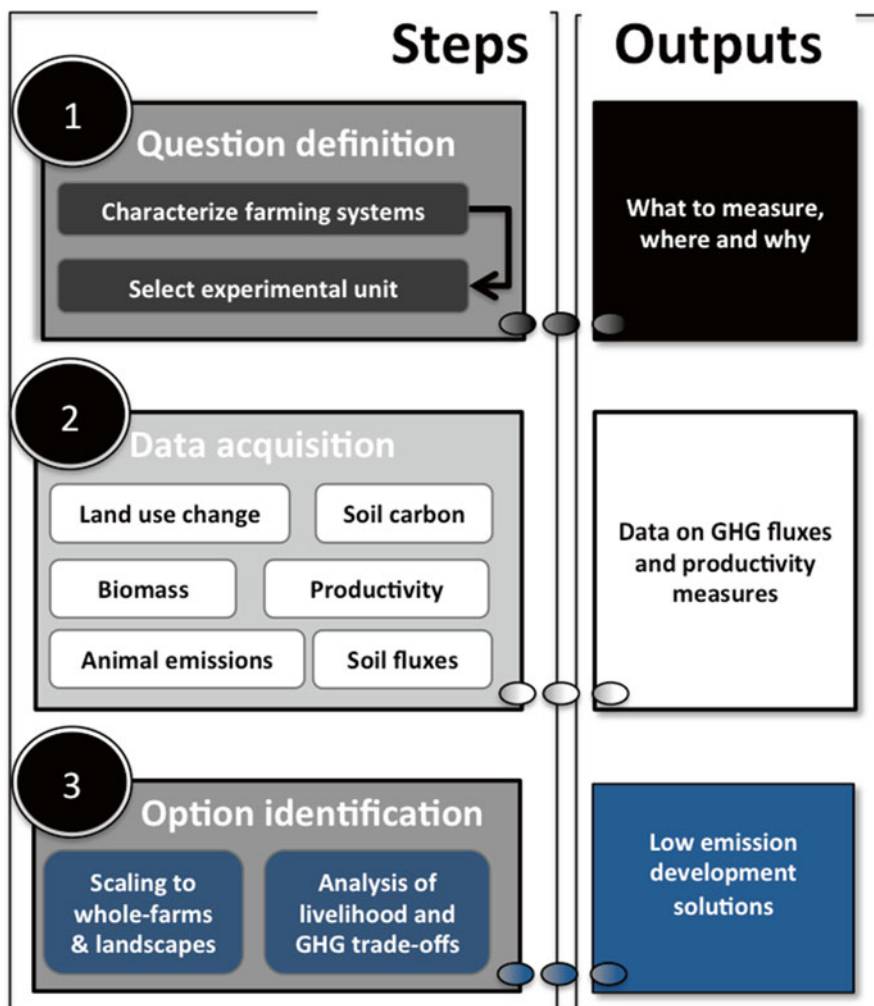 Steps
Outputs
1
Question definition
Characterize farming systems
Select experimental unit
What to measure,
where and why
2
Data acquisition
Land use change
Soil carbon
Biomass
Productivity
Animal emissions
Soil fluxes
Data on GHG fluxes
and productivity
measures
3
Option identification
Scaling to
whole-farms
& landscapes
Analysis of
livelihood and
GHG trade-offs
Low emission
development
solutions